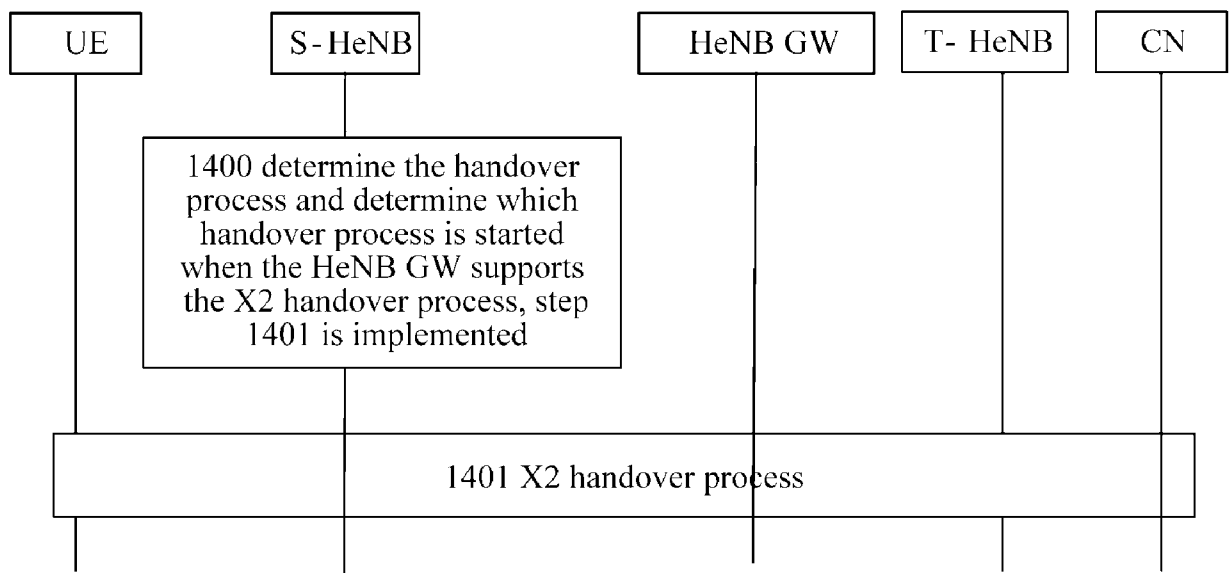 UE
S-HeNB
HeNB GW
T- HeNB
CN
1400 determine the handover
process and determine which
handover process is started
when the HeNB GW supports
the X2 handover process, step
1401 is implemented
1401 X2 handover process